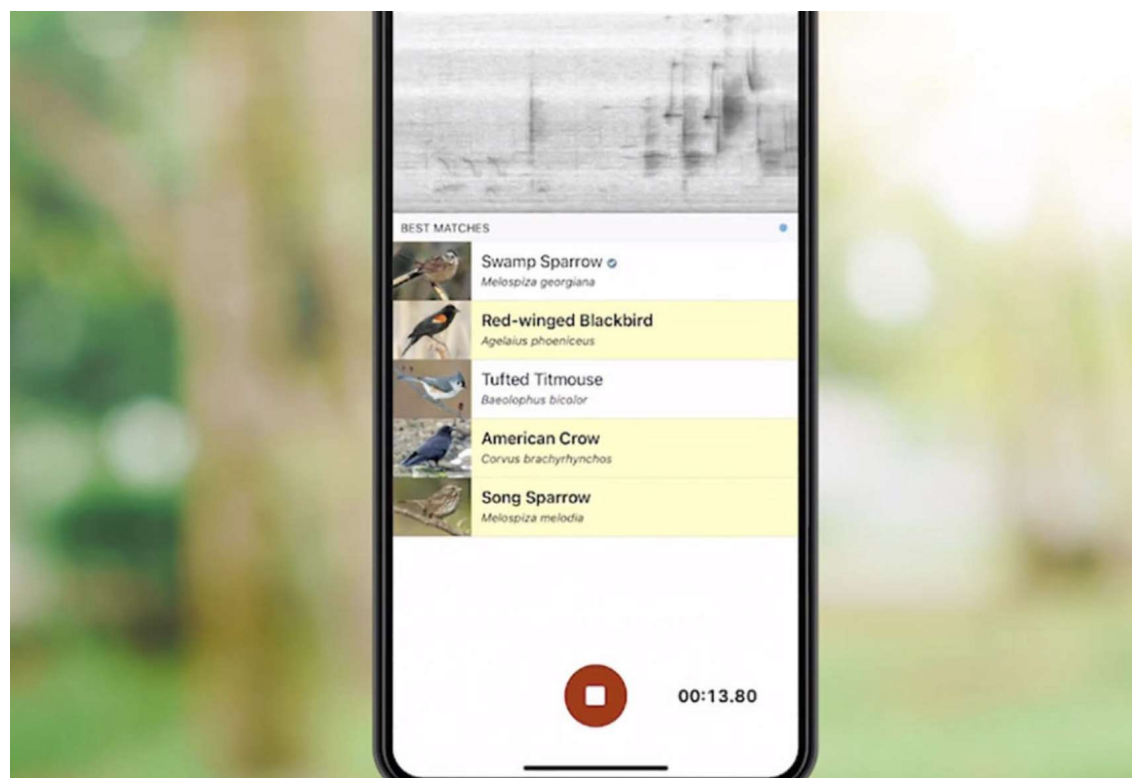 BEST MATCHES
Swamp Sparrow
Melospiza georgiana
Red-winged Blackbird
Agelaius phoeniceus
Tufted Titmouse
Baeolophus bicolor
American Crow
Corvus brachyrhynchos
Song Sparrow
Melospiza melodia
00:13.80